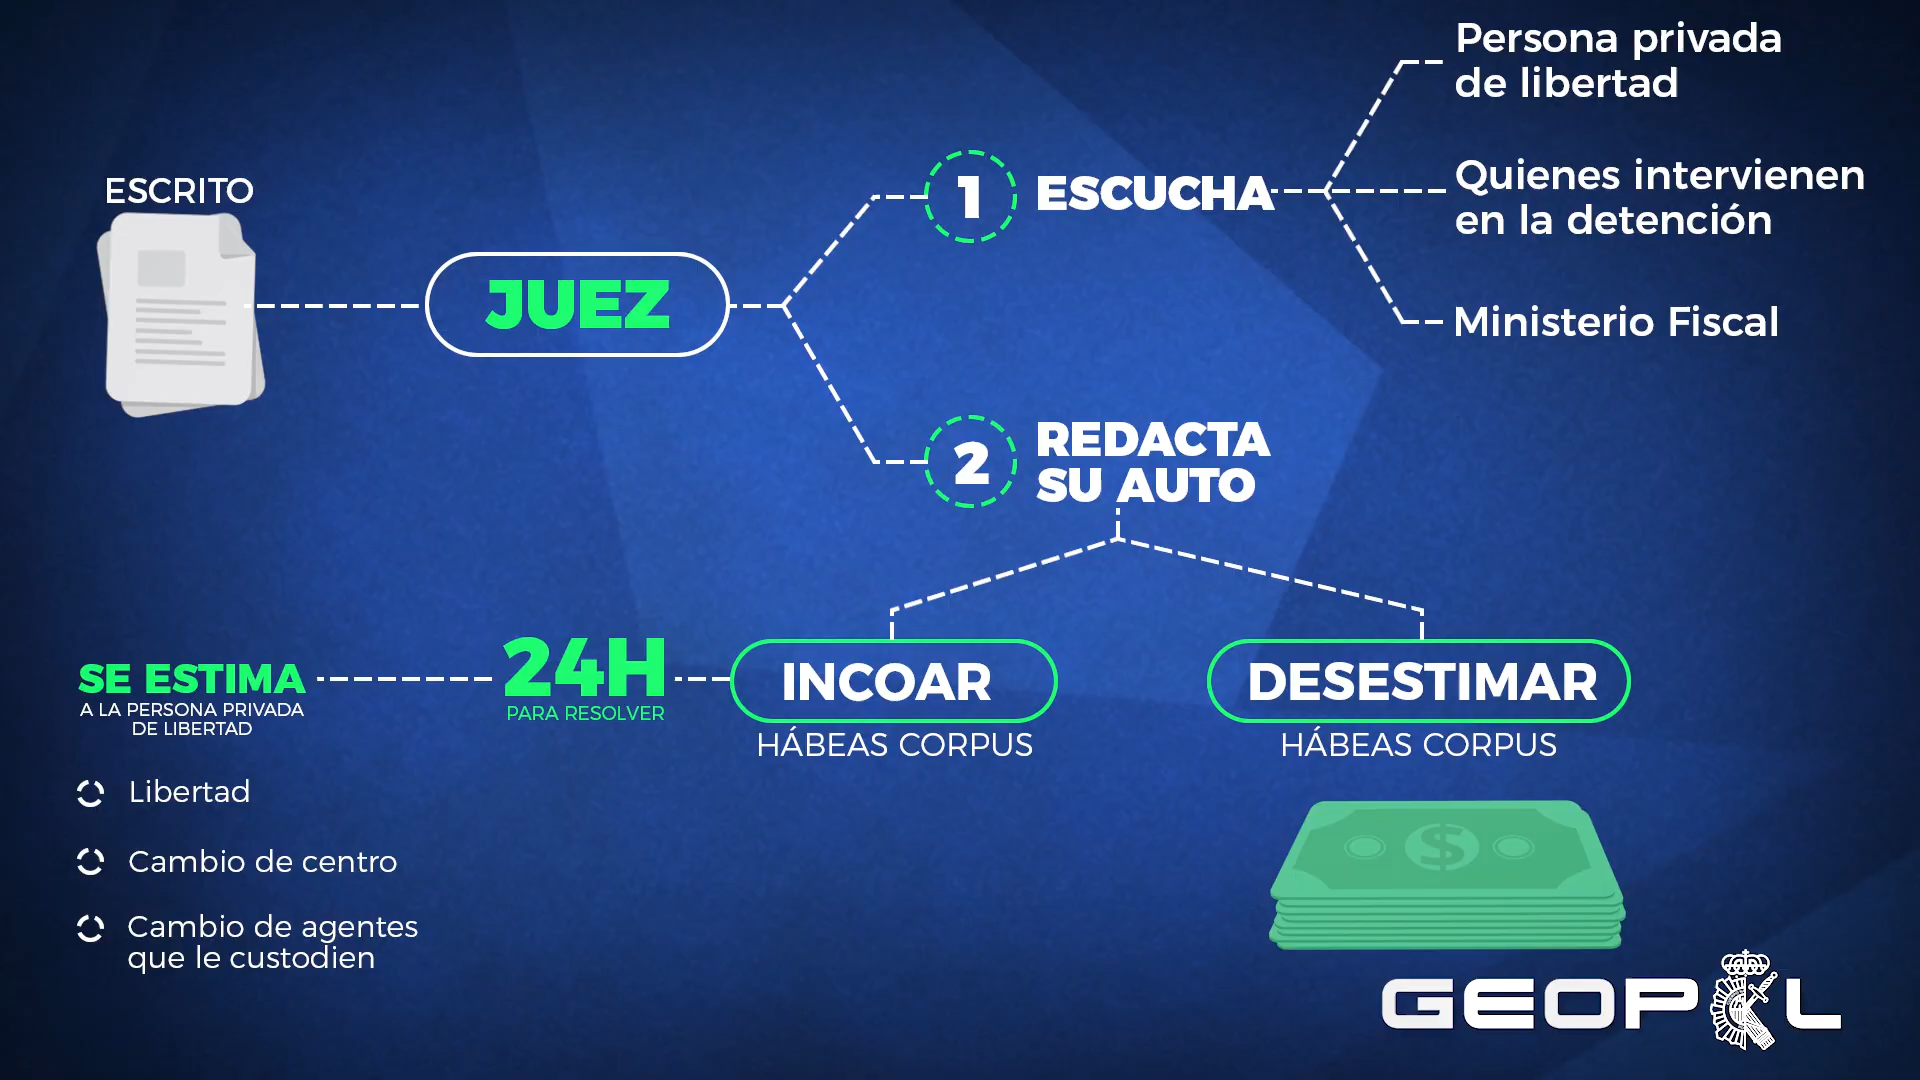 ESCRITO
JUEZ
1
ESCUCHA
Persona privada
de libertad
Quienes intervienen
en la detención
Ministerio Fiscal
2
REDACTA
SU AUTO
INCOAR
HÁBEAS CORPUS
DESESTIMAR
HÁBEAS CORPUS
$
24H
PARA RESOLVER
SE ESTIMA
A LA PERSONA PRIVADA
DE LIBERTAD
Libertad
Cambio de centro
Cambio de agentes
que le custodien
GEOPOL